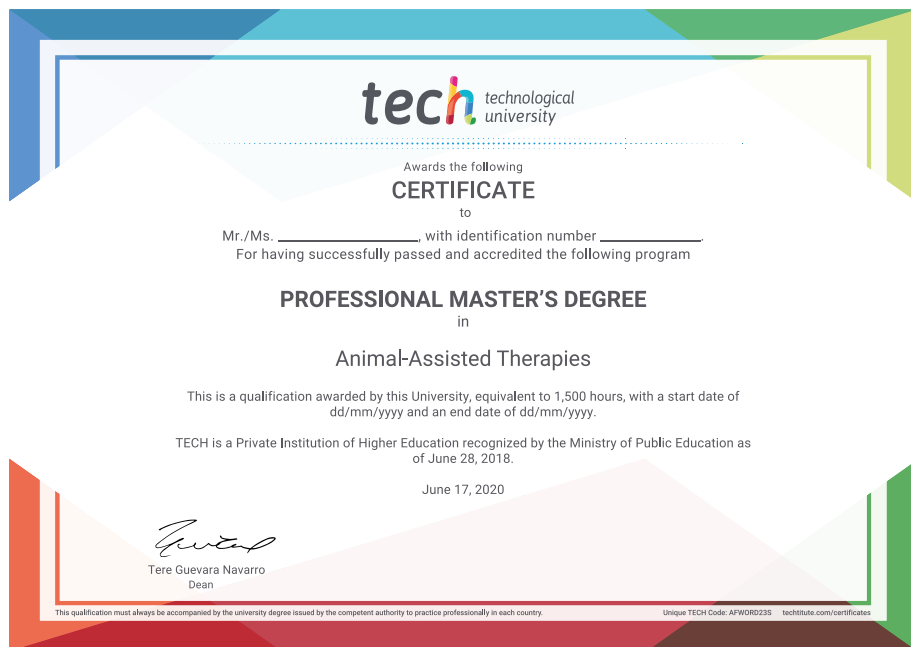 tech technological
university
Awards the following
CERTIFICATE
to
Mr./Ms. ____________________, with identification number ______________.
For having successfully passed and accredited the following program
PROFESSIONAL MASTER'S DEGREE
in
Animal-Assisted Therapies
This is a qualification awarded by this University, equivalent to 1,500 hours, with a start date of
dd/mm/yyyy and an end date of dd/mm/yyyy.
TECH is a Private Institution of Higher Education recognized by the Ministry of Public Education as
of June 28, 2018.
June 17, 2020
Tere Guevara Navarro
Dean
This qualification must always be accompanied by the university degree issued by the competent authority to practice professionally in each country.
Unique TECH Code: AFWORD23S techtitute.com/certificates